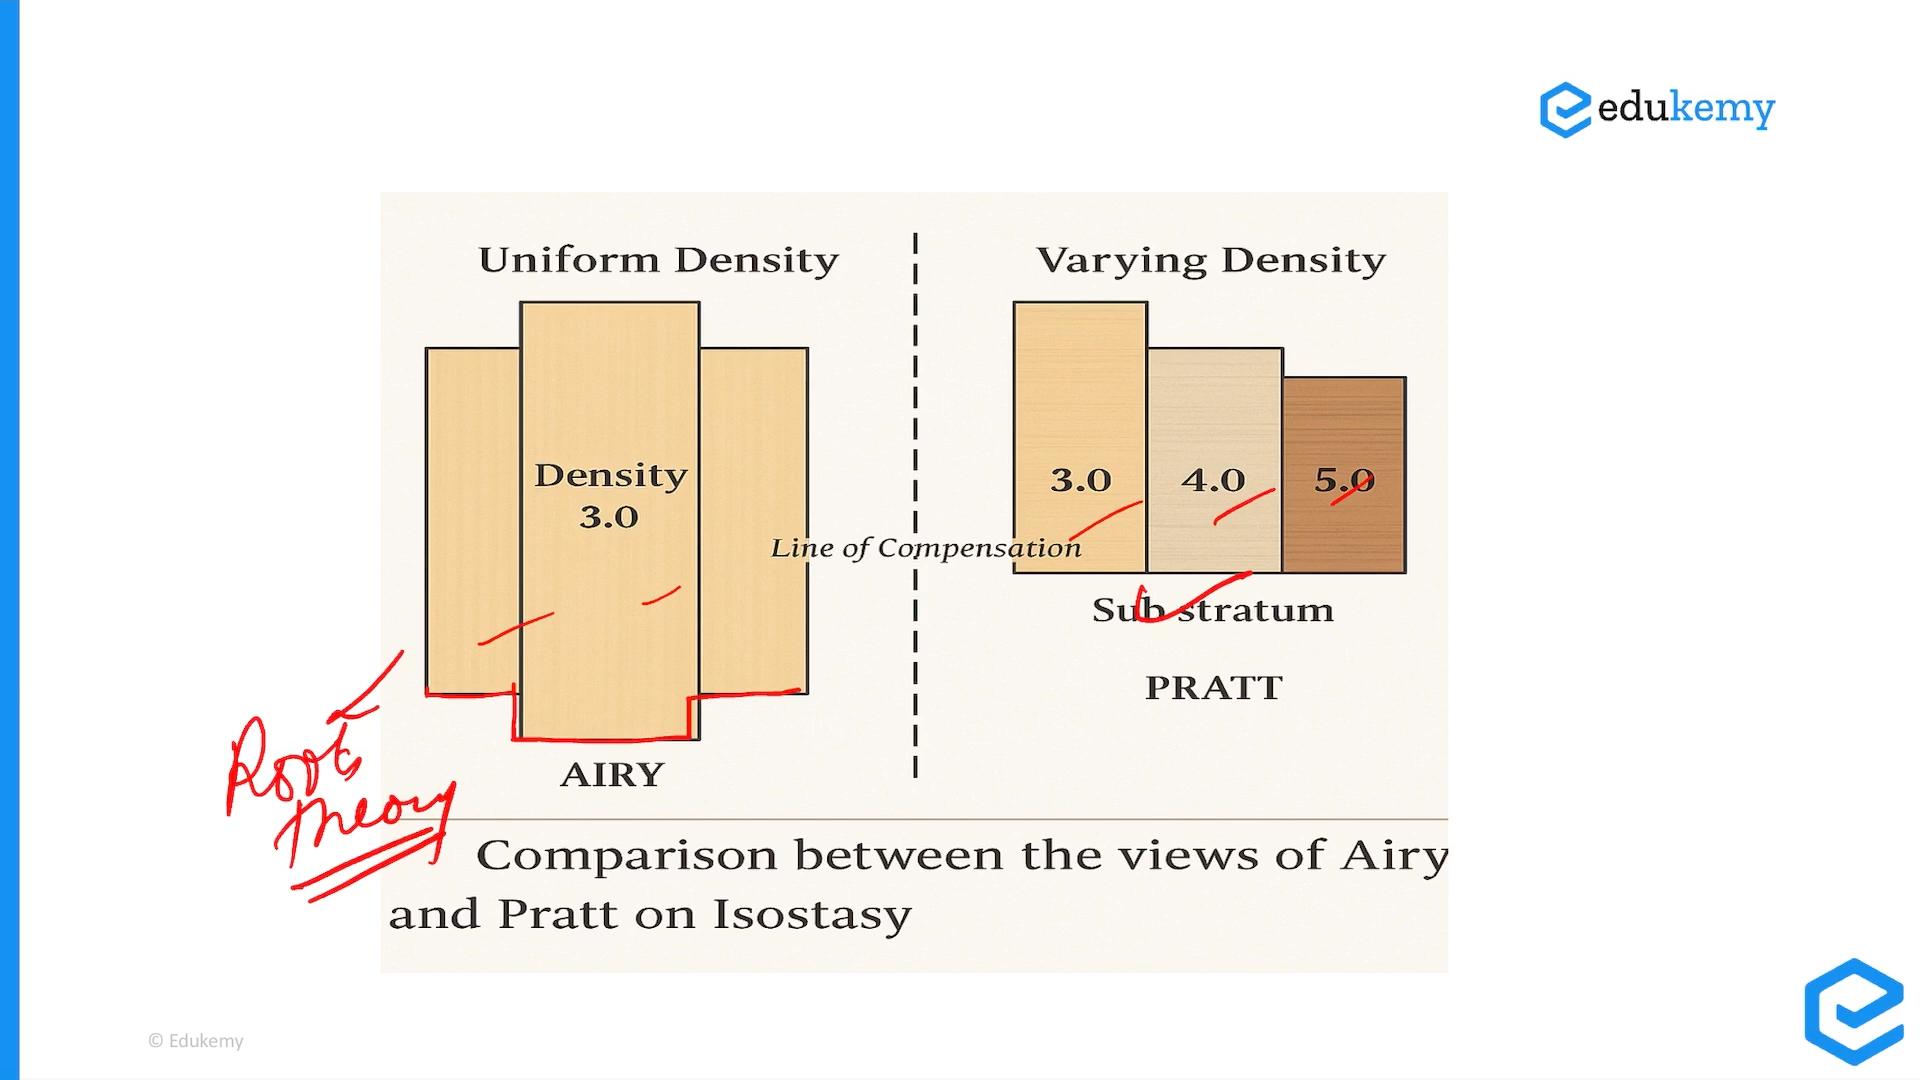 edukemy
Uniform Density
Varying Density
Density
3.0
3.0
4.0
5.0
Line of Compensation
Sub stratum
PRATT
AIRY
Roots
Theory
Comparison between the views of Airy
and Pratt on Isostasy
© Edukemy